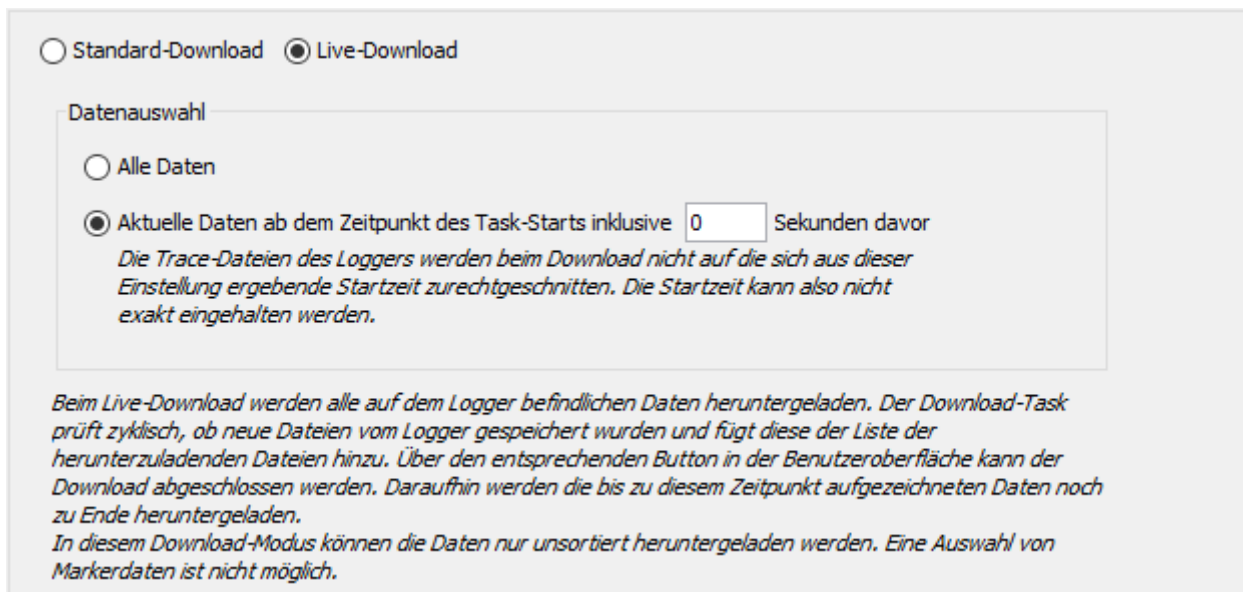 Standard-Download Live-Download
Datenauswahl
Alle Daten
Aktuelle Daten ab dem Zeitpunkt des Task-Starts inklusive 0 Sekunden davor
Die Trace-Dateien des Loggers werden beim Download nicht auf die sich aus dieser
Einstellung ergebende Startzeit zurechtgeschnitten. Die Startzeit kann also nicht
exakt eingehalten werden.
Beim Live-Download werden alle auf dem Logger befindlichen Daten heruntergeladen. Der Download-Task
prüft zyklisch, ob neue Dateien vom Logger gespeichert wurden und fügt diese der Liste der
herunterzuladenden Dateien hinzu. Über den entsprechenden Button in der Benutzeroberfläche kann der
Download abgeschlossen werden. Daraufhin werden die bis zu diesem Zeitpunkt aufgezeichneten Daten noch
zu Ende heruntergeladen.
In diesem Download-Modus können die Daten nur unsortiert heruntergeladen werden. Eine Auswahl von
Markerdaten ist nicht möglich.